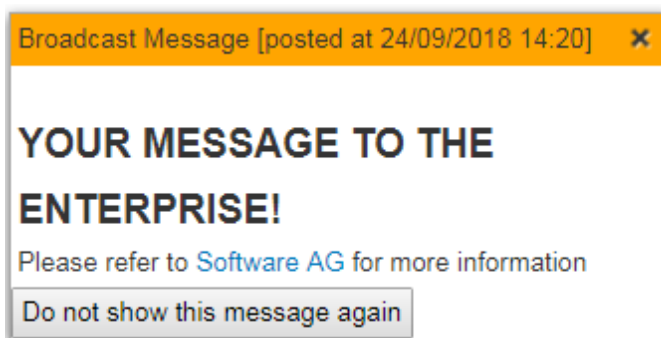 Broadcast Message [posted at 24/09/2018 14:20]
YOUR MESSAGE TO THE
ENTERPRISE!
Please refer to Software AG for more information
Do not show this message again